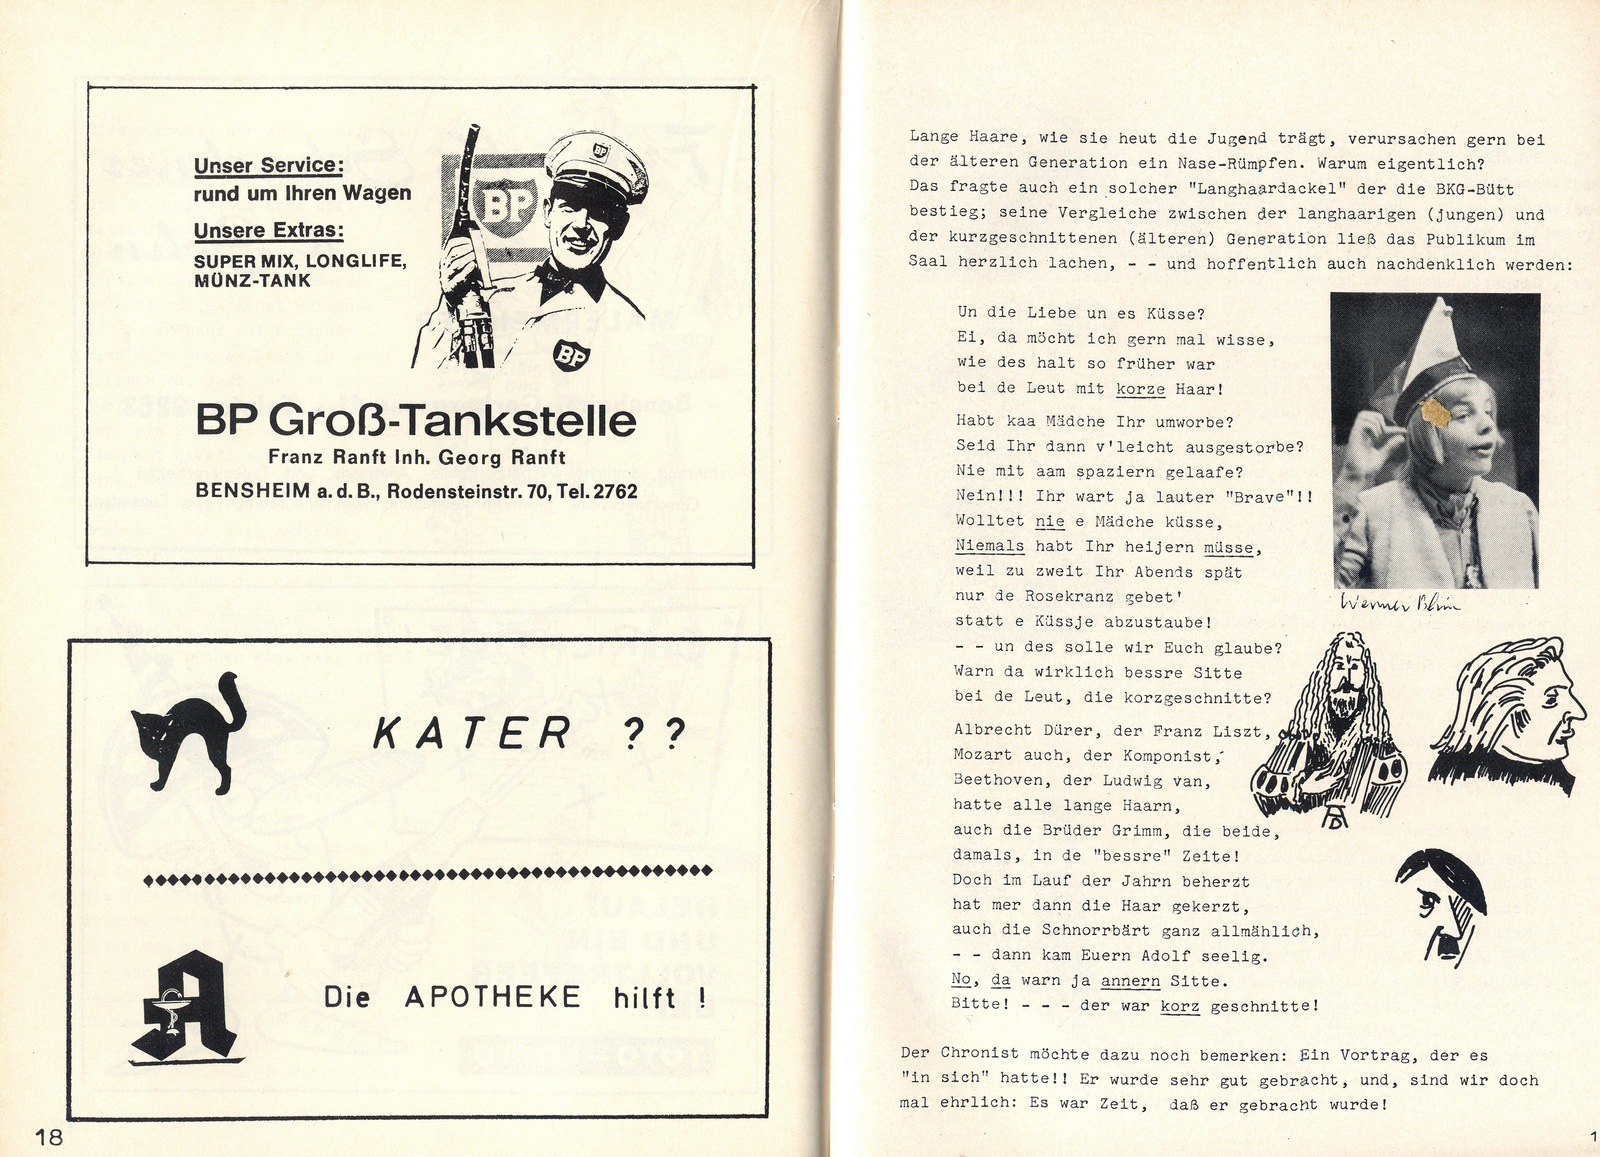 Unser Service:
rund um Ihren Wagen
Unsere Extras:
SUPER MIX, LONGLIFE,
MÜNZ-TANK
BP
BP
BP
BP Groß-Tankstelle
Franz Ranft Inh. Georg Ranft
BENSHEIM a. d. B., Rodensteinstr. 70, Tel. 2762
KATER ??
Die APOTHEKE hilft !
18
Lange Haare, wie sie heut die Jugend trägt, verursachen gern bei
der älteren Generation ein Nase-Rümpfen. Warum eigentlich?
Das fragte auch ein solcher "Langhaardackel" der die BKG-Bütt
bestieg; seine Vergleiche zwischen der langhaarigen (jungen) und
der kurzgeschnittenen (älteren) Generation ließ das Publikum im
Saal herzlich lachen, - - und hoffentlich auch nachdenklich werden:
Un die Liebe un es Küsse?
Ei, da möcht ich gern mal wisse,
wie des halt so früher war
bei de Leut mit korze Haar!
Habt kaa Mädche Ihr umworbe?
Seid Ihr dann v'leicht ausgestorbe?
Nie mit aam spaziern gelaafe?
Nein!!! Ihr wart ja lauter "Brave"!!
Wolltet nie e Mädche küsse,
Niemals habt Ihr heijern müsse,
weil zu zweit Ihr Abends spät
nur de Rosekranz gebet'
statt e Küssje abzustaube!
- - un des solle wir Euch glaube?
Warn da wirklich bessre Sitte
bei de Leut, die korzgeschnitte?
Werner Blüm
Albrecht Dürer, der Franz Liszt,
Mozart auch, der Komponist,
Beethoven, der Ludwig van,
hatte alle lange Haarn,
auch die Brüder Grimm, die beide,
damals, in de "bessre" Zeite!
Doch im Lauf der Jahrn beherzt
hat mer dann die Haar gekerzt,
auch die Schnorrbärt ganz allmählich,
- - dann kam Euern Adolf seelig.
No, da warn ja annern Sitte.
Bitte! - - - der war korz geschnitte!
AD
Der Chronist möchte dazu noch bemerken: Ein Vortrag, der es
"in sich" hatte!! Er wurde sehr gut gebracht, und, sind wir doch
mal ehrlich: Es war Zeit, daß er gebracht wurde!
1